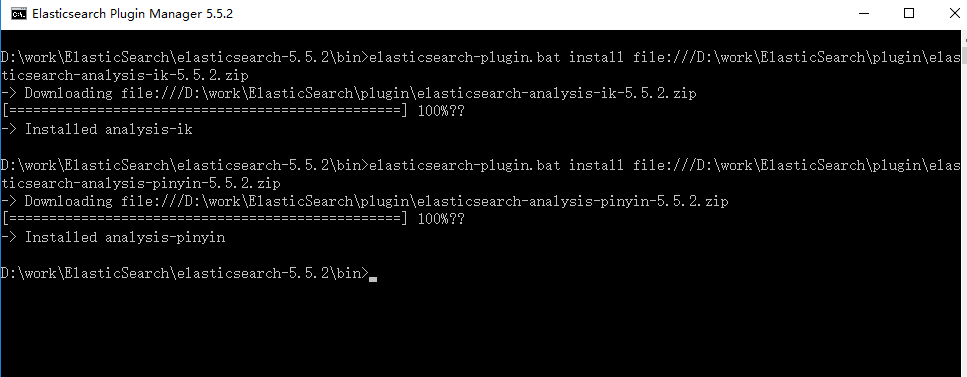 Elasticsearch Plugin Manager 5.5.2
D:\work\ElasticSearch\elasticsearch-5.5.2\bin>elasticsearch-plugin.bat install file:///D:\work\ElasticSearch\plugin\elas
ticsearch-analysis-ik-5.5.2.zip
-> Downloading file:///D:\work\ElasticSearch\plugin\elasticsearch-analysis-ik-5.5.2.zip
[=================================================] 100%??
-> Installed analysis-ik
D:\work\ElasticSearch\elasticsearch-5.5.2\bin>elasticsearch-plugin.bat install file:///D:\work\ElasticSearch\plugin\elas
ticsearch-analysis-pinyin-5.5.2.zip
-> Downloading file:///D:\work\ElasticSearch\plugin\elasticsearch-analysis-pinyin-5.5.2.zip
[=================================================] 100%??
-> Installed analysis-pinyin
D:\work\ElasticSearch\elasticsearch-5.5.2\bin>